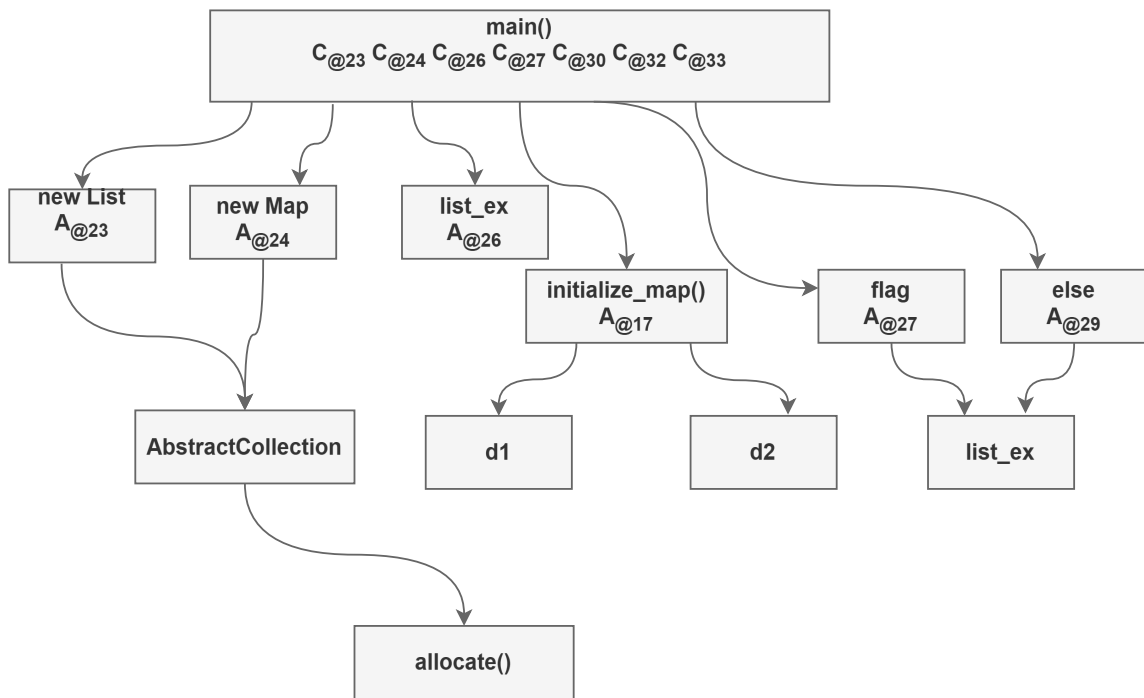 main()
C@23 C@24 C@26 C@27 C@30 C@32 C@33
new List
A@23
new Map
A@24
list_ex
A@26
initialize_map()
A@17
flag
A@27
else
A@29
AbstractCollection
d1
d2
list_ex
allocate()